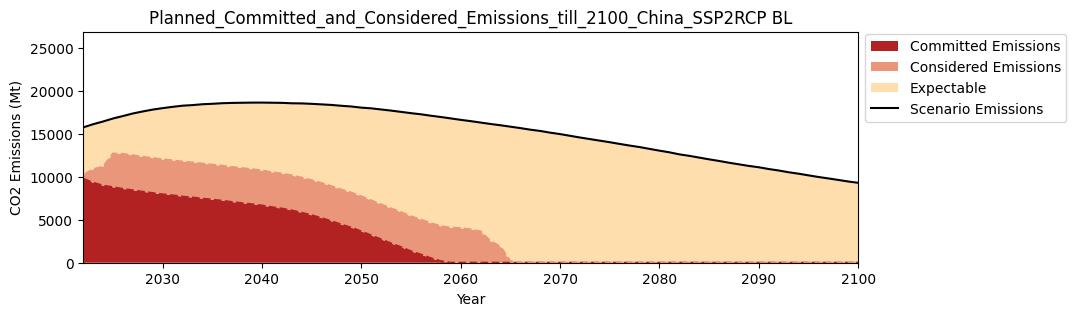 Planned_Committed_and_Considered_Emissions_till_2100_China_SSP2RCP BL
25000
20000
15000
10000
5000
0
CO2 Emissions (Mt)
2030 2040 2050 2060 2070 2080 2090 2100
Year
Committed Emissions
Considered Emissions
Expectable
Scenario Emissions